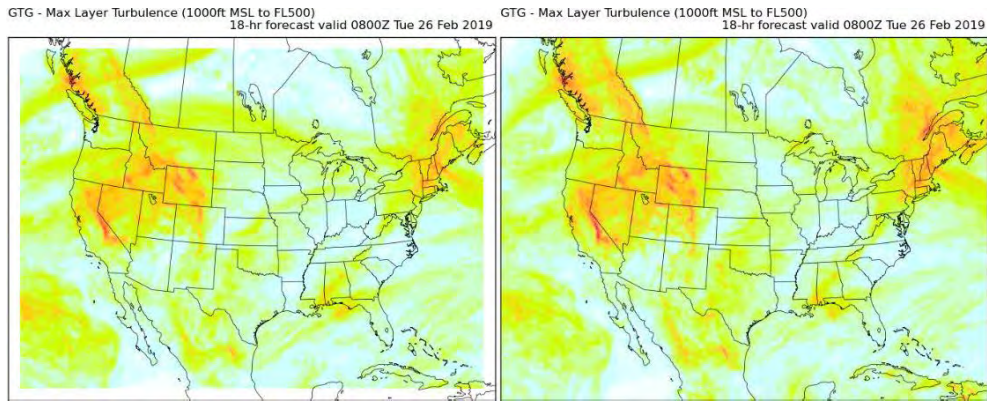 GTG - Max Layer Turbulence (1000ft MSL to FL500)
18-hr forecast valid 0800Z Tue 26 Feb 2019
GTG - Max Layer Turbulence (1000ft MSL to FL500)
18-hr forecast valid 0800Z Tue 26 Feb 2019